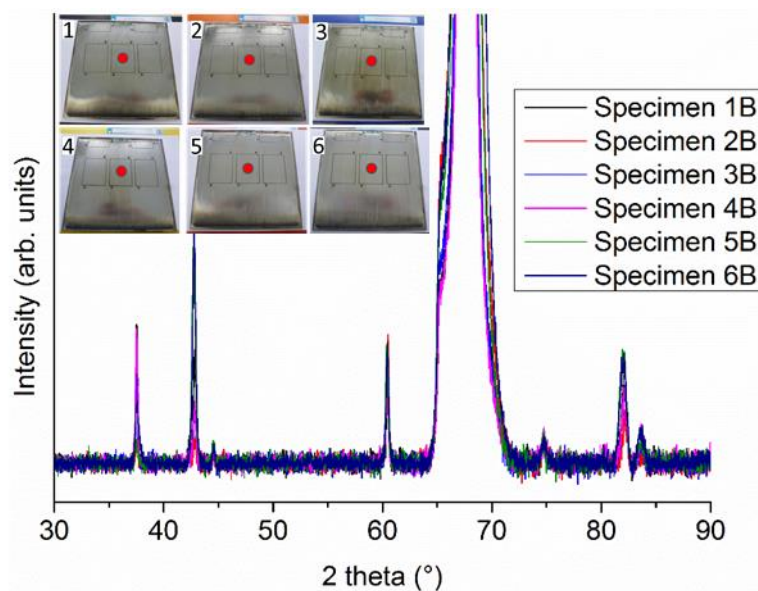 1
2
3
4
5
6
Specimen 1B
Specimen 2B
Specimen 3B
Specimen 4B
Specimen 5B
Specimen 6B
Intensity (arb. units)
30
40
50
60
70
80
90
2 theta (°)